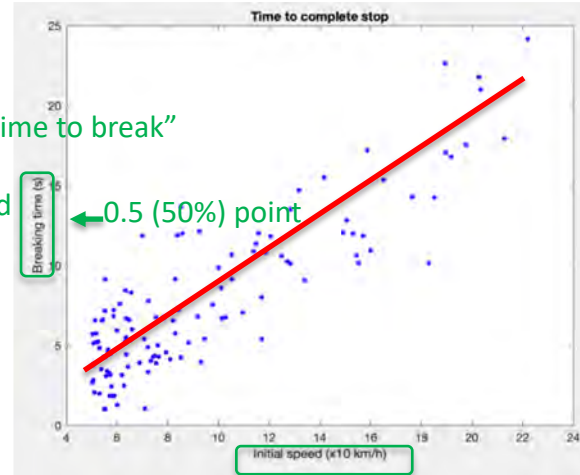 Time to complete stop
25
20
ime to break”
15
d
0.5 (50%) point
Breaking time (s)
10
5
0
4 6 8 10 12 14 16 18 20 22 24
Initial speed (x10 km/h)